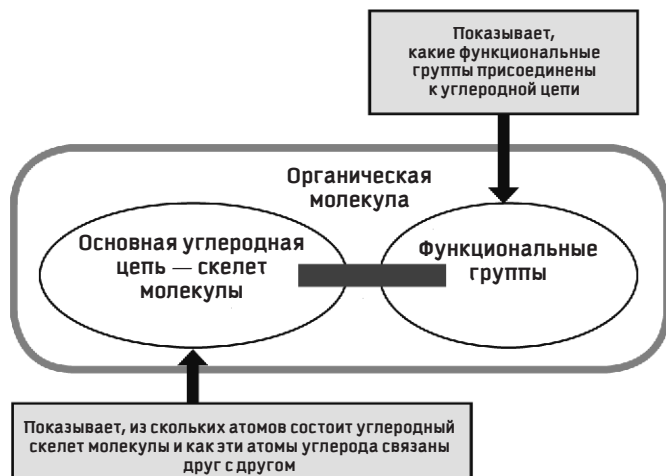 Показывает,
какие функциональные
группы присоединены
к углеродной цепи
Органическая
молекула
Основная углеродная
цепь — скелет
молекулы
Функциональные
группы
Показывает, из скольких атомов состоит углеродный
скелет молекулы и как эти атомы углерода связаны
друг с другом